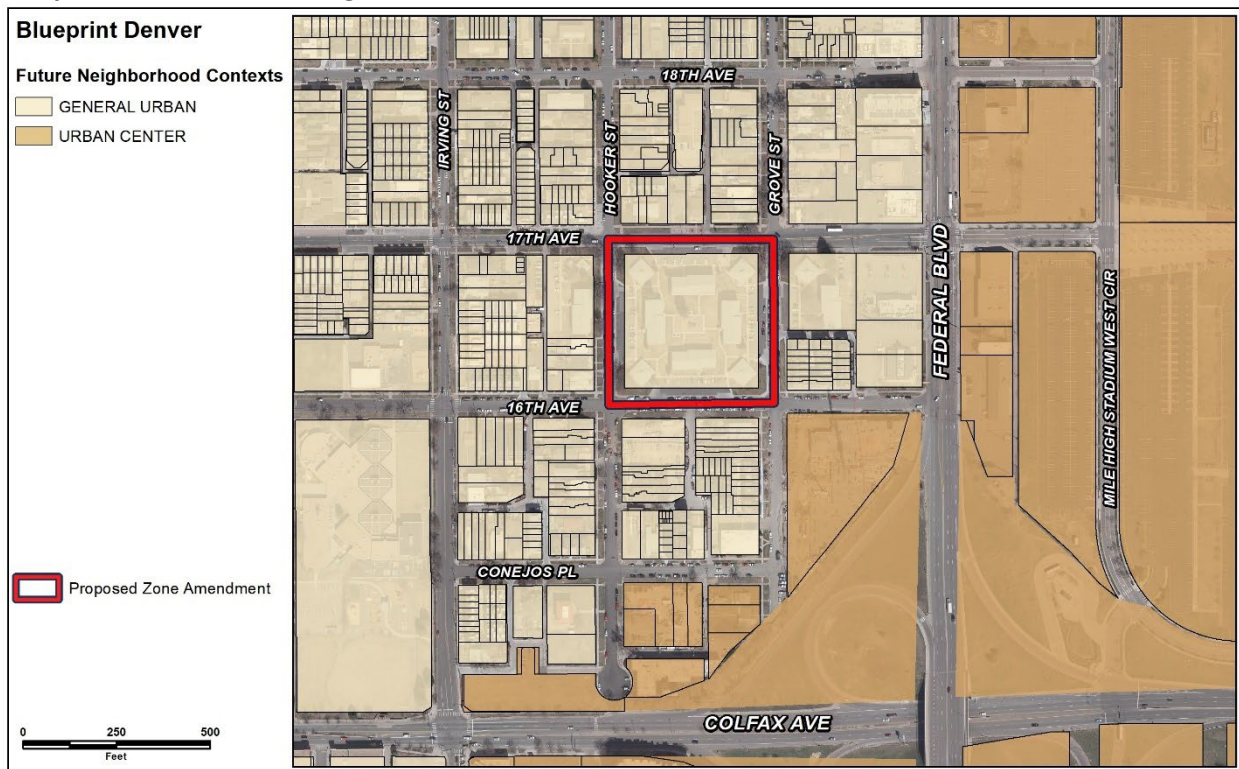 Blueprint Denver
Future Neighborhood Contexts
GENERAL URBAN
URBAN CENTER
Proposed Zone Amendment
0 250 500
Feet
18TH AVE
IRVING ST
HOOKER ST
GROVE ST
17TH AVE
FEDERAL BLVD
MILE HIGH STADIUM WEST CIR
16TH AVE
CONEJOS PL
COLFAX AVE